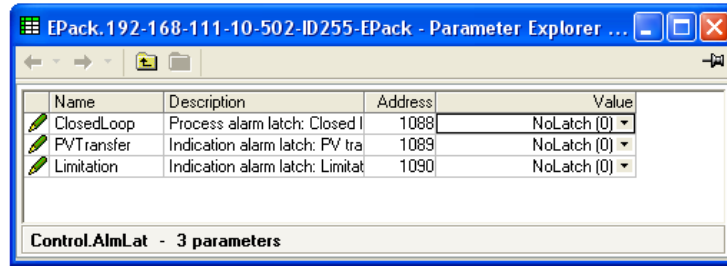 EPack.192-168-111-10-502-ID255-EPack - Parameter Explorer ...
Name Description Address Value
ClosedLoop Process alarm latch: Closed l 1088 NoLatch (0)
PVTransfer Indication alarm latch: PV tra 1089 NoLatch (0)
Limitation Indication alarm latch: Limitat 1090 NoLatch (0)
Control.AlmLat - 3 parameters